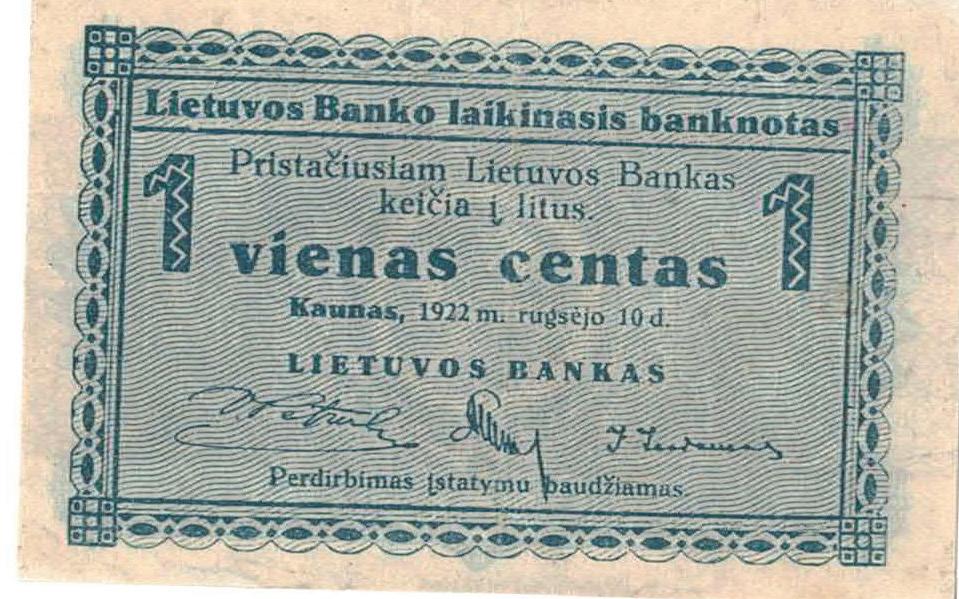 Lietuvos Banko laikinasis banknotas
1 Pristačiusiam Lietuvos Bankas 1
keičia į litus.
vienas centas
Kaunas, 1922 m. rugsėjo 10 d.
LIETUVOS BANKAS
Perdirbimas įstatymu baudžiamas.